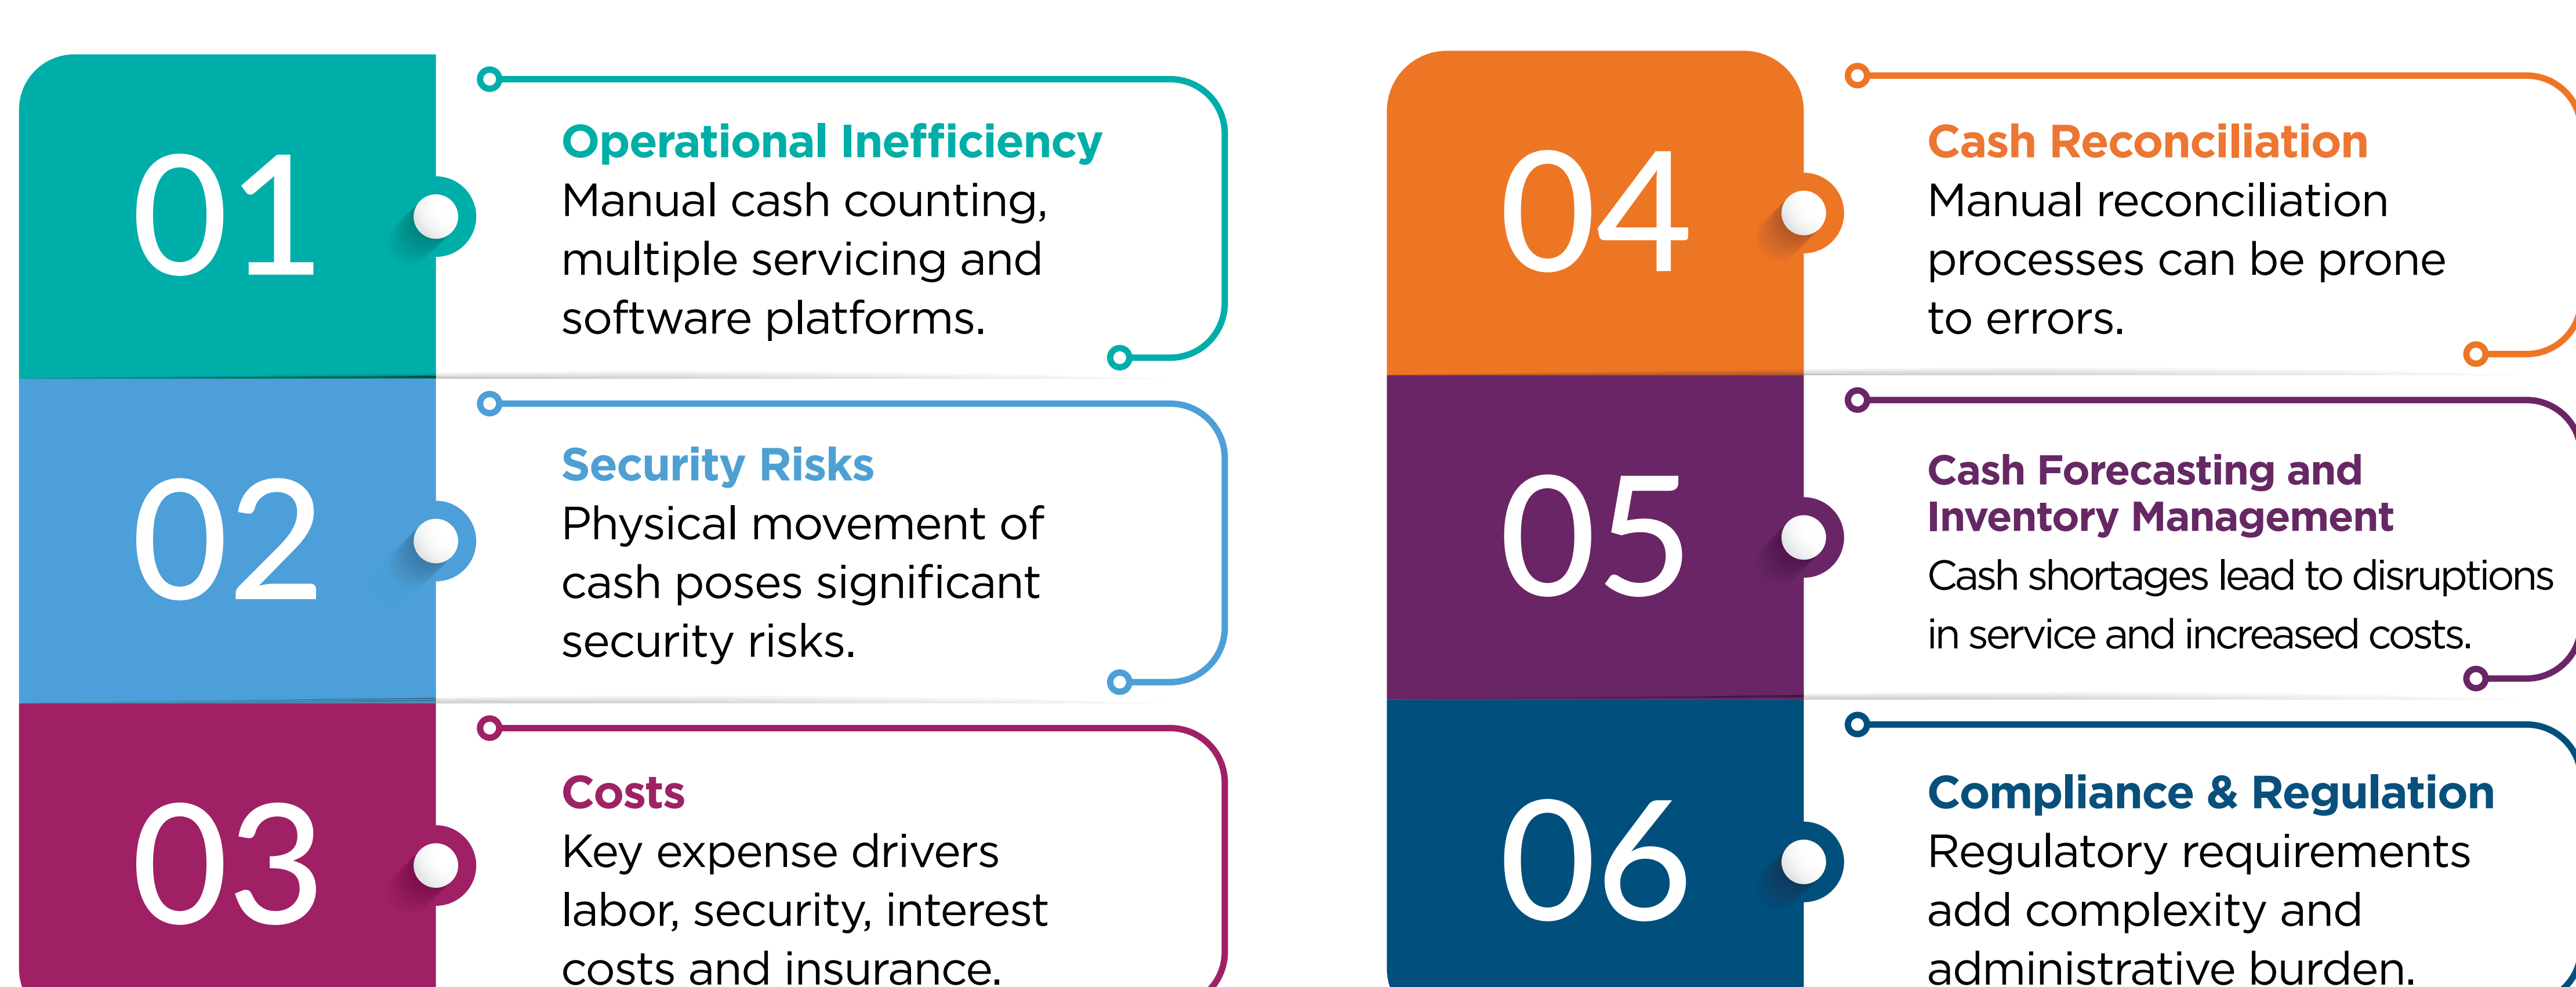 01
Operational Inefficiency
Manual cash counting,
multiple servicing and
software platforms.
02
Security Risks
Physical movement of
cash poses significant
security risks.
03
Costs
Key expense drivers
labor, security, interest
costs and insurance.
04
Cash Reconciliation
Manual reconciliation
processes can be prone
to errors.
05
Cash Forecasting and
Inventory Management
Cash shortages lead to disruptions
in service and increased costs.
06
Compliance & Regulation
Regulatory requirements
add complexity and
administrative burden.